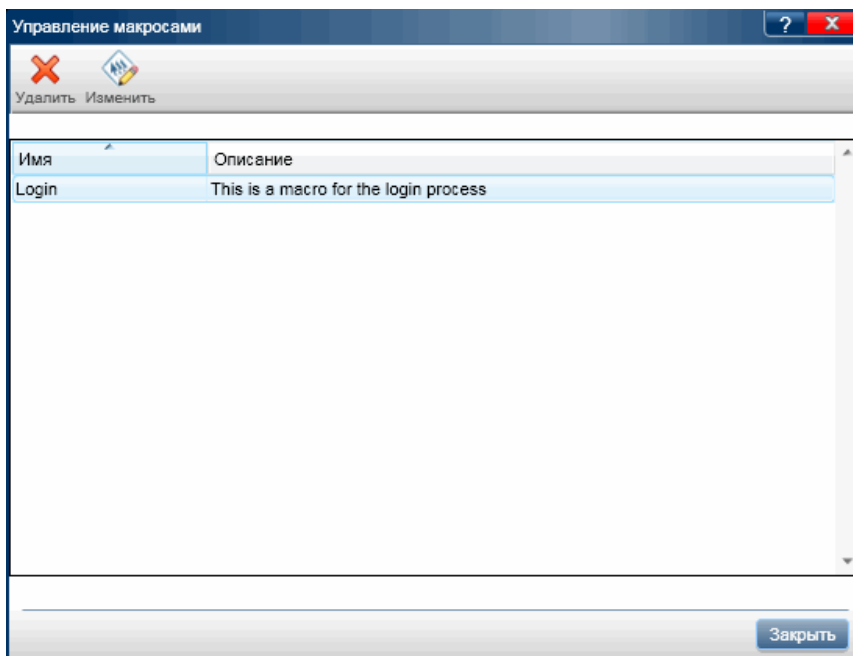 Управление макросами
?
X
Удалить Изменить
Имя Описание
Login This is a macro for the login process
Закрыть